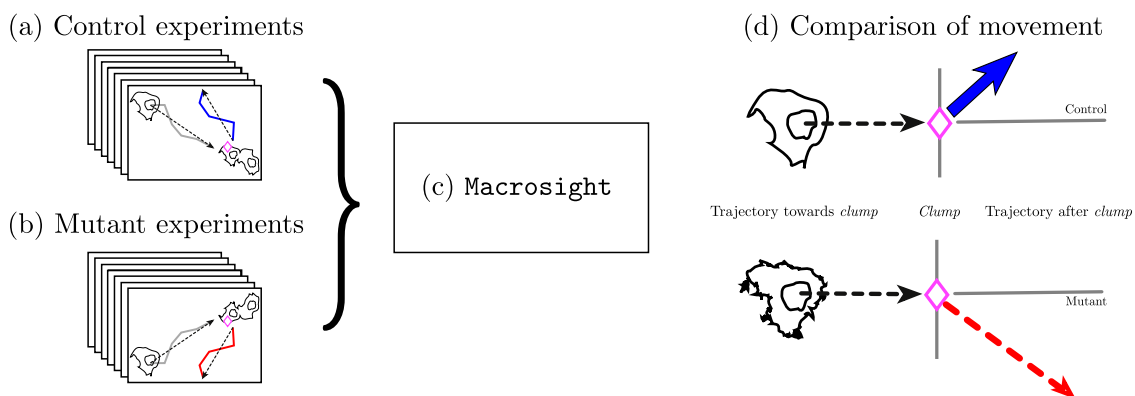 (a) Control experiments
(b) Mutant experiments
(c) Macrosight
(d) Comparison of movement
Control
Trajectory towards clump
Clump
Trajectory after clump
Mutant